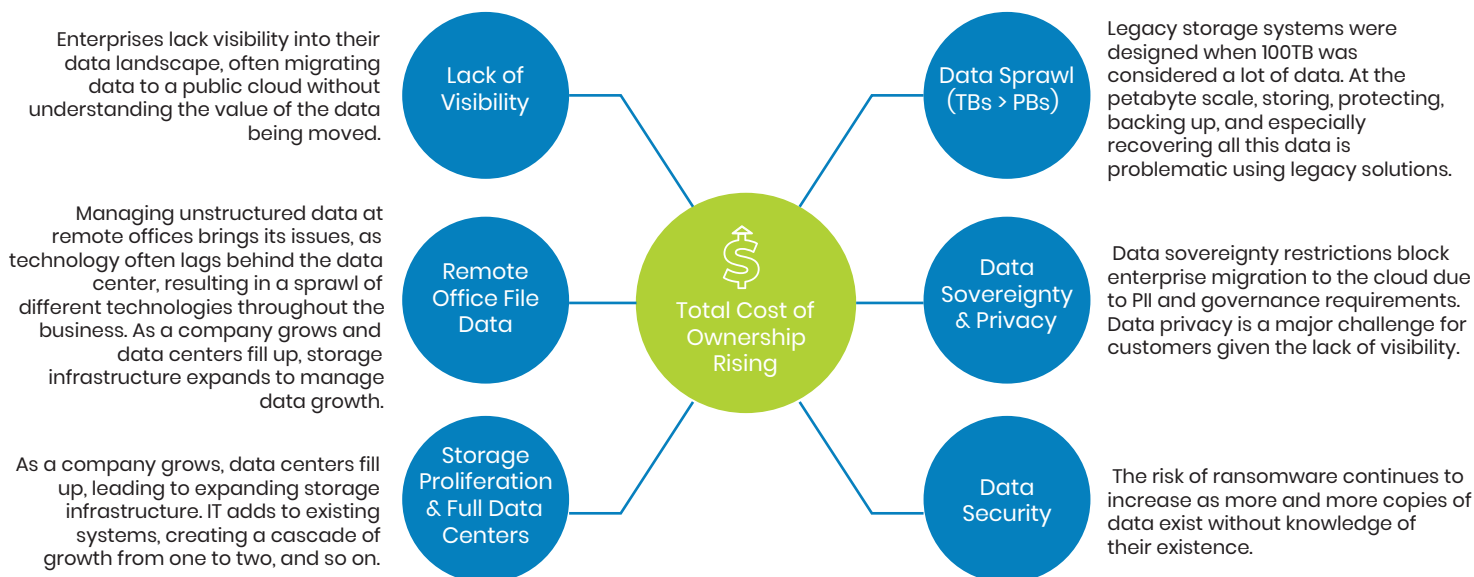 Enterprises lack visibility into their
data landscape, often migrating
data to a public cloud without
understanding the value of the data
being moved.
Lack of
Visibility
Data Sprawl
(TBs > PBs)
Legacy storage systems were
designed when 100TB was
considered a lot of data. At the
petabyte scale, storing, protecting,
backing up, and especially
recovering all this data is
problematic using legacy solutions.
Managing unstructured data at
remote offices brings its issues, as
technology often lags behind the data
center, resulting in a sprawl of
different technologies throughout the
business. As a company grows and
data centers fill up, storage
infrastructure expands to manage
data growth.
Remote
Office File
Data
$
Total Cost of
Ownership
Rising
Data
Sovereignty
& Privacy
Data sovereignty restrictions block
enterprise migration to the cloud due
to PII and governance requirements.
Data privacy is a major challenge for
customers given the lack of visibility.
As a company grows, data centers fill
up, leading to expanding storage
infrastructure. IT adds to existing
systems, creating a cascade of
growth from one to two, and so on.
Storage
Proliferation
& Full Data
Centers
Data
Security
The risk of ransomware continues to
increase as more and more copies of
data exist without knowledge of
their existence.